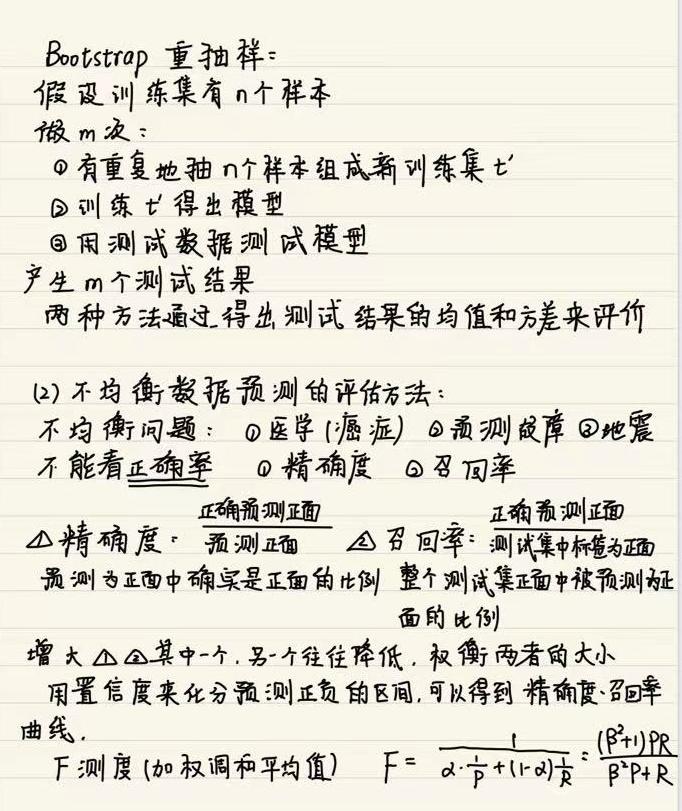 Bootstrap 重抽样:
假设训练集有n个样本
做m次:
①有重复地抽n个样本组成新训练集t'
②训练t'得出模型
③用测试数据测试模型
产生m个测试结果
两种方法通过得出测试结果的均值和方差来评价
(2)不均衡数据预测的评估方法:
不均衡问题: ①医学(癌症) ②预测故障 ③地震
不能看正确率 ①精确度 ②召回率
△1 精确度: 正确预测正面/预测正面 △2 召回率: 正确预测正面/测试集中标签为正面
预测为正面中确实是正面的比例 整个测试集正面中被预测为正
面的比例
增大△1△2其中一个,另一个往往降低,权衡两者的大小
用置信度来化分预测正负的区间,可以得到精确度·召回率
曲线.
F测度(加权调和平均值) F = 1/(α·1/P+(1-α)1/R) = (β²+1)PR/(β²P+R)